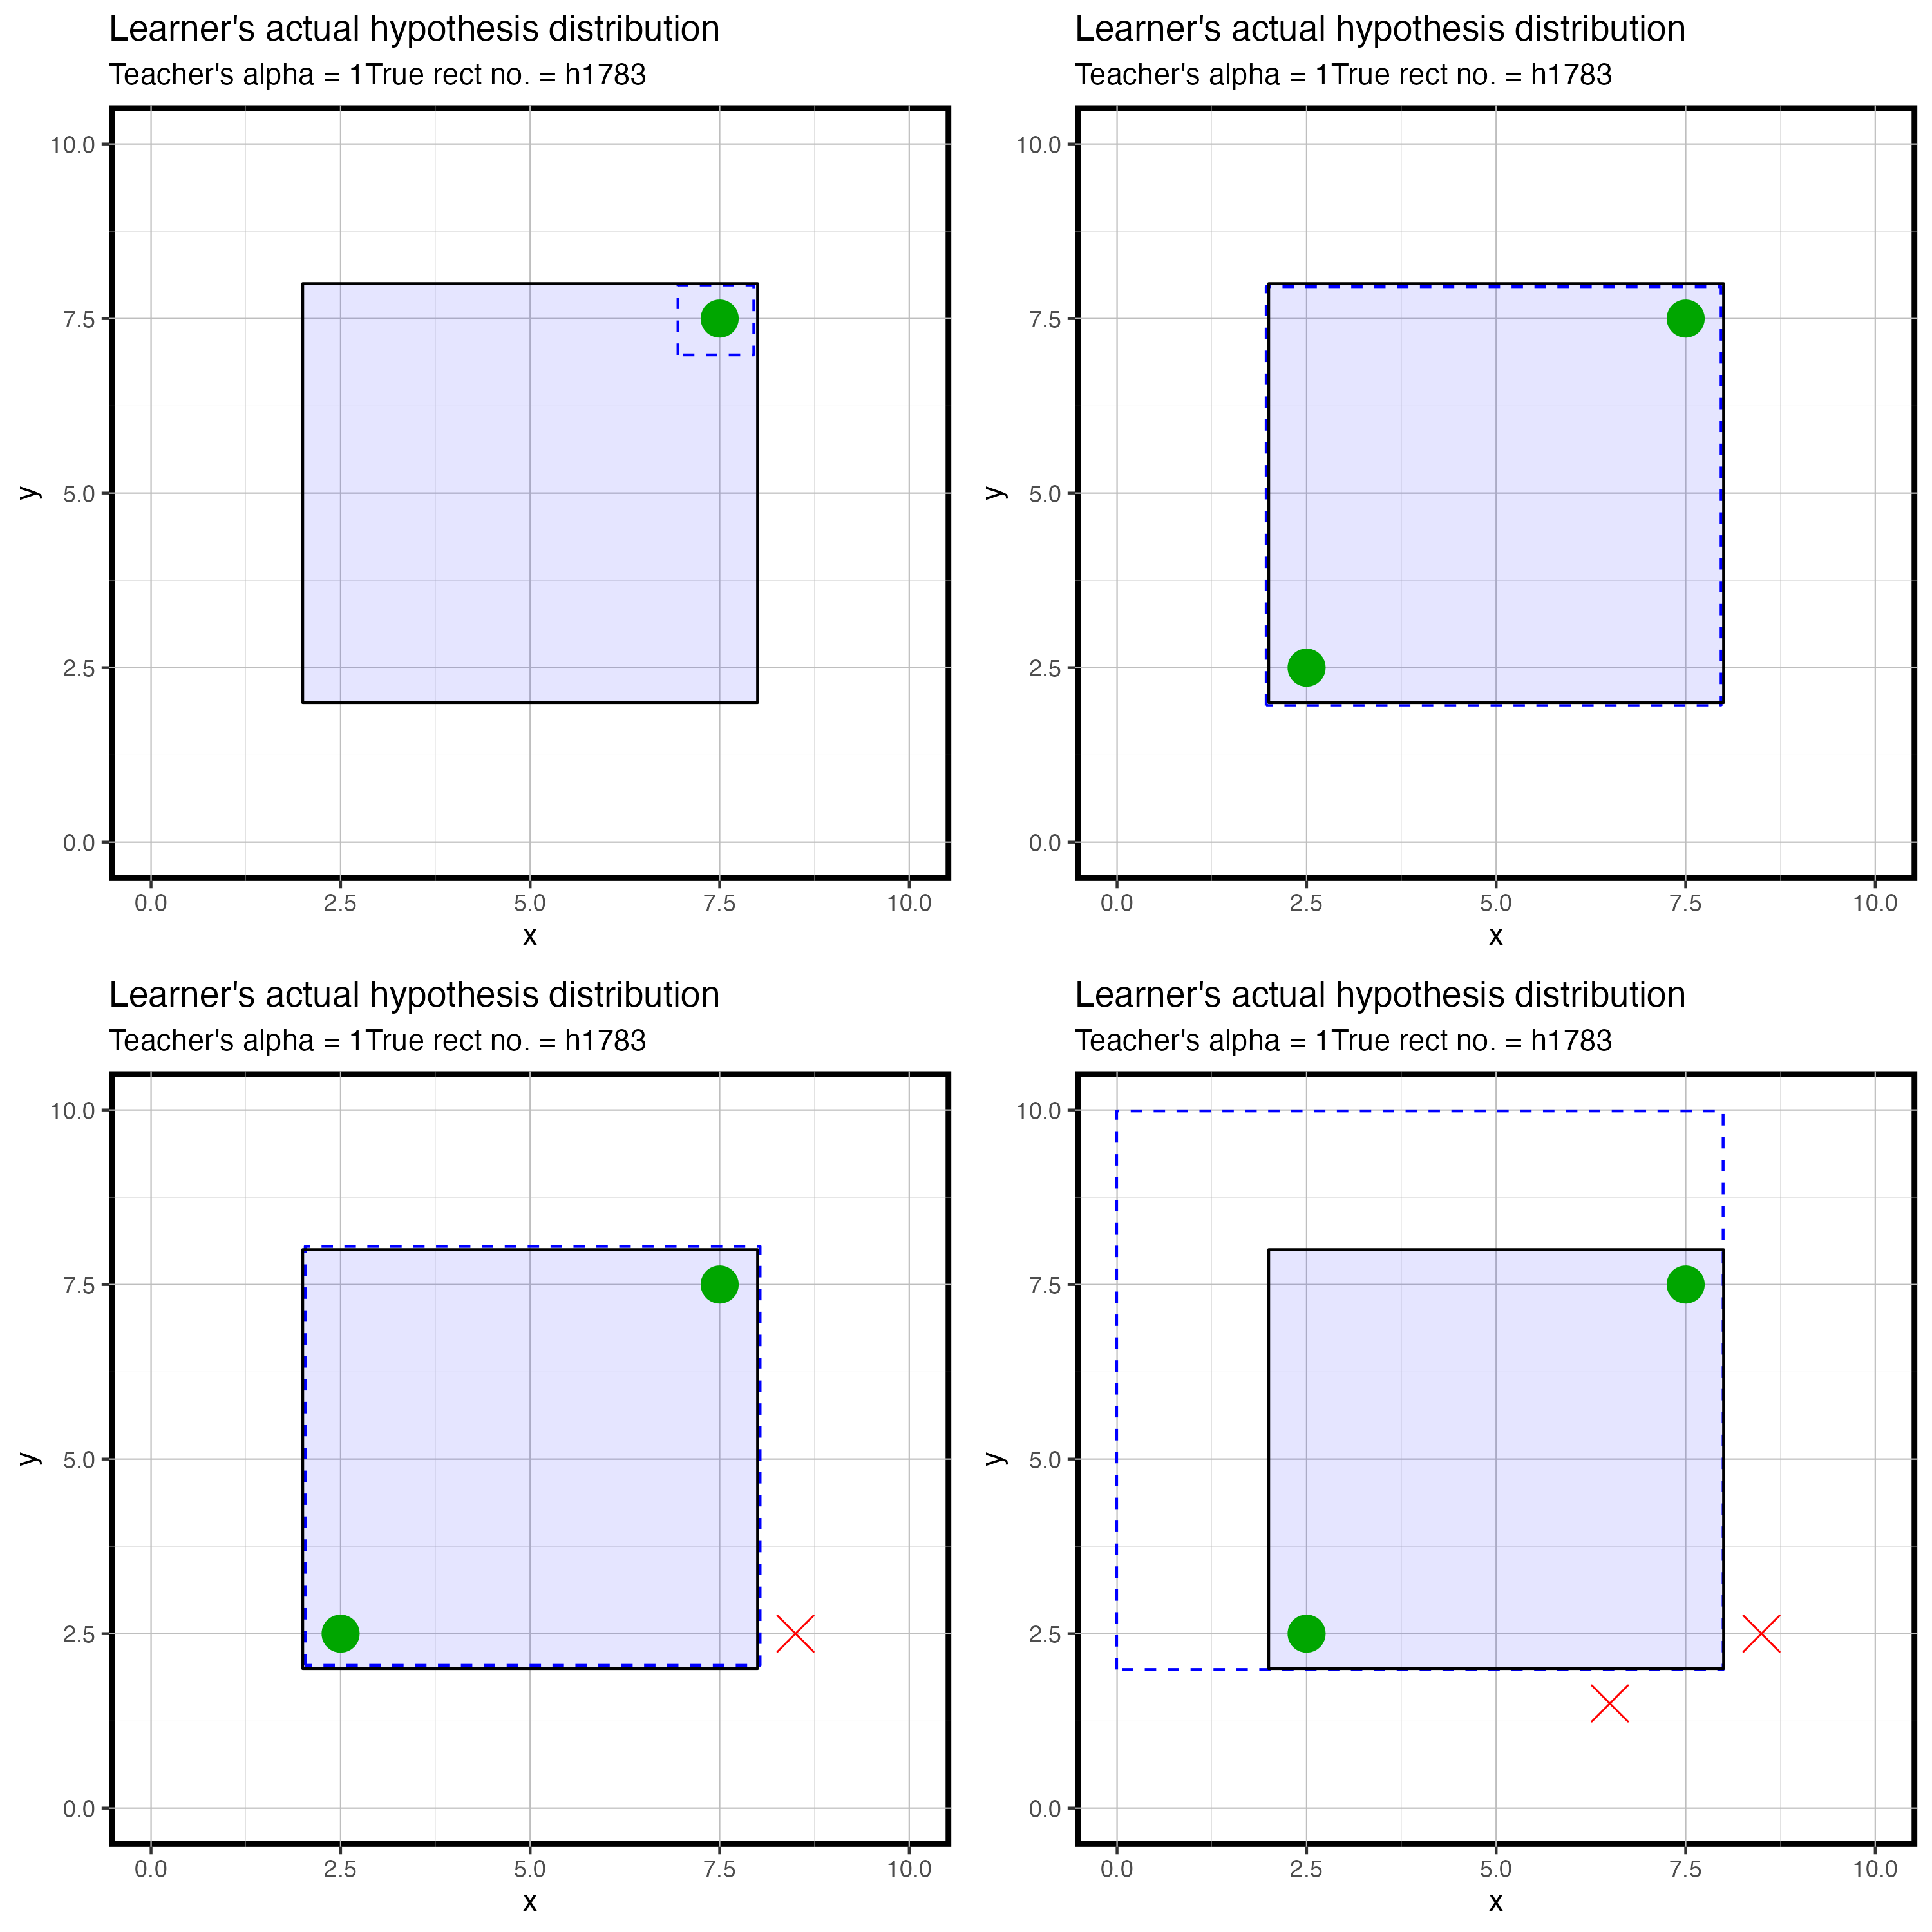 Learner's actual hypothesis distribution
Teacher's alpha = 1True rect no. = h1783
10.0
7.5
5.0
2.5
0.0
y
0.0 2.5 5.0 7.5 10.0
x
Learner's actual hypothesis distribution
Teacher's alpha = 1True rect no. = h1783
10.0
7.5
5.0
2.5
0.0
y
0.0 2.5 5.0 7.5 10.0
x
Learner's actual hypothesis distribution
Teacher's alpha = 1True rect no. = h1783
10.0
7.5
5.0
2.5
0.0
y
0.0 2.5 5.0 7.5 10.0
x
Learner's actual hypothesis distribution
Teacher's alpha = 1True rect no. = h1783
10.0
7.5
5.0
2.5
0.0
y
0.0 2.5 5.0 7.5 10.0
x